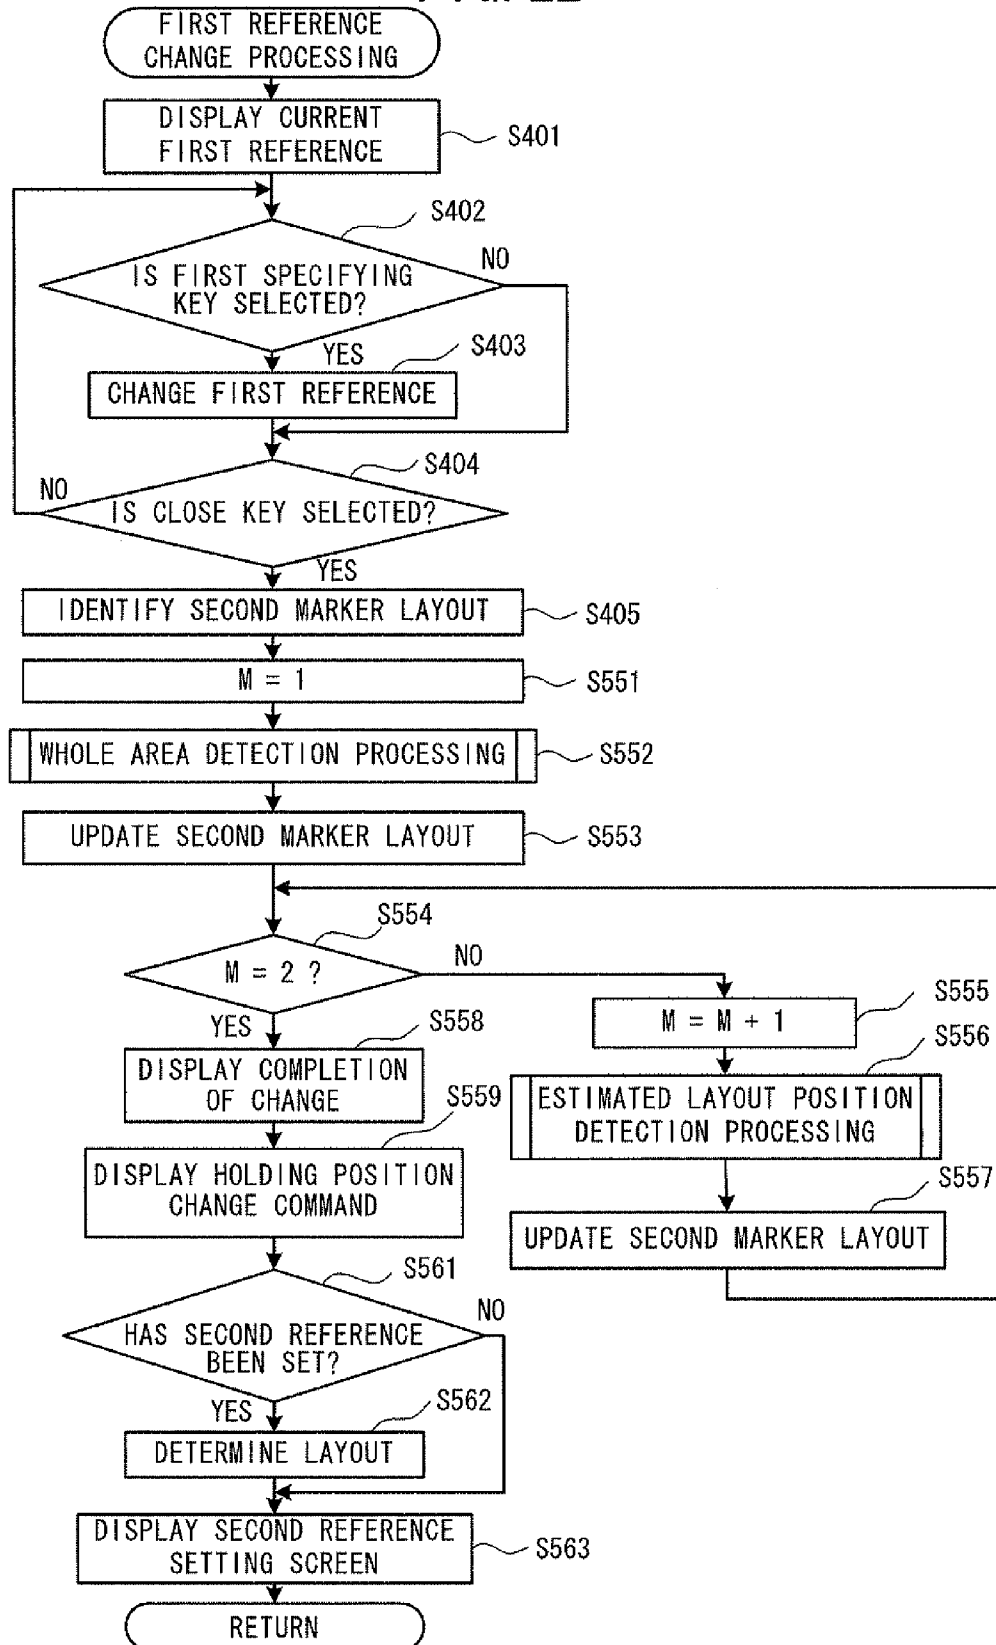 FIRST REFERENCE
CHANGE PROCESSING
DISPLAY CURRENT
FIRST REFERENCE
S401
S402
IS FIRST SPECIFYING
KEY SELECTED?
NO
YES
S403
CHANGE FIRST REFERENCE
S404
NO
IS CLOSE KEY SELECTED?
YES
IDENTIFY SECOND MARKER LAYOUT
S405
M = 1
S551
WHOLE AREA DETECTION PROCESSING
S552
UPDATE SECOND MARKER LAYOUT
S553
S554
M = 2 ?
NO
YES
S555
M = M + 1
S556
ESTIMATED LAYOUT POSITION
DETECTION PROCESSING
S557
UPDATE SECOND MARKER LAYOUT
S558
DISPLAY COMPLETION
OF CHANGE
S559
DISPLAY HOLDING POSITION
CHANGE COMMAND
S561
NO
HAS SECOND REFERENCE
BEEN SET?
YES
S562
DETERMINE LAYOUT
DISPLAY SECOND REFERENCE
SETTING SCREEN
S563
RETURN